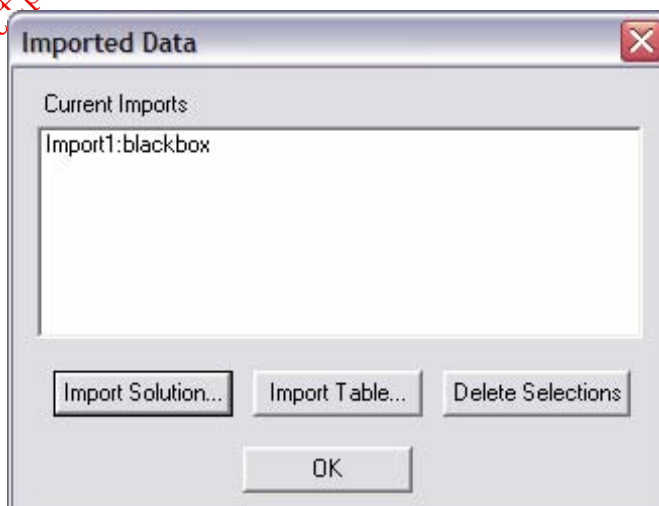 Imported Data
Current Imports
Import1:blackbox
Import Solution... Import Table... Delete Selections
OK